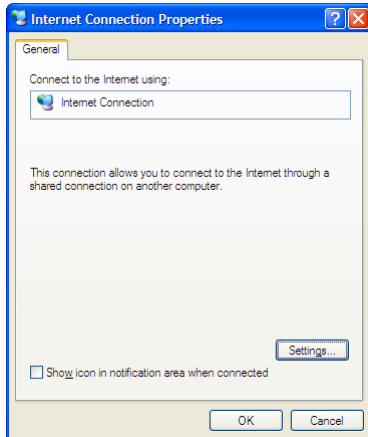 Internet Connection Properties
General
Connect to the Internet using:
Internet Connection
This connection allows you to connect to the Internet through a
shared connection on another computer.
Settings...
Show icon in notification area when connected
OK
Cancel